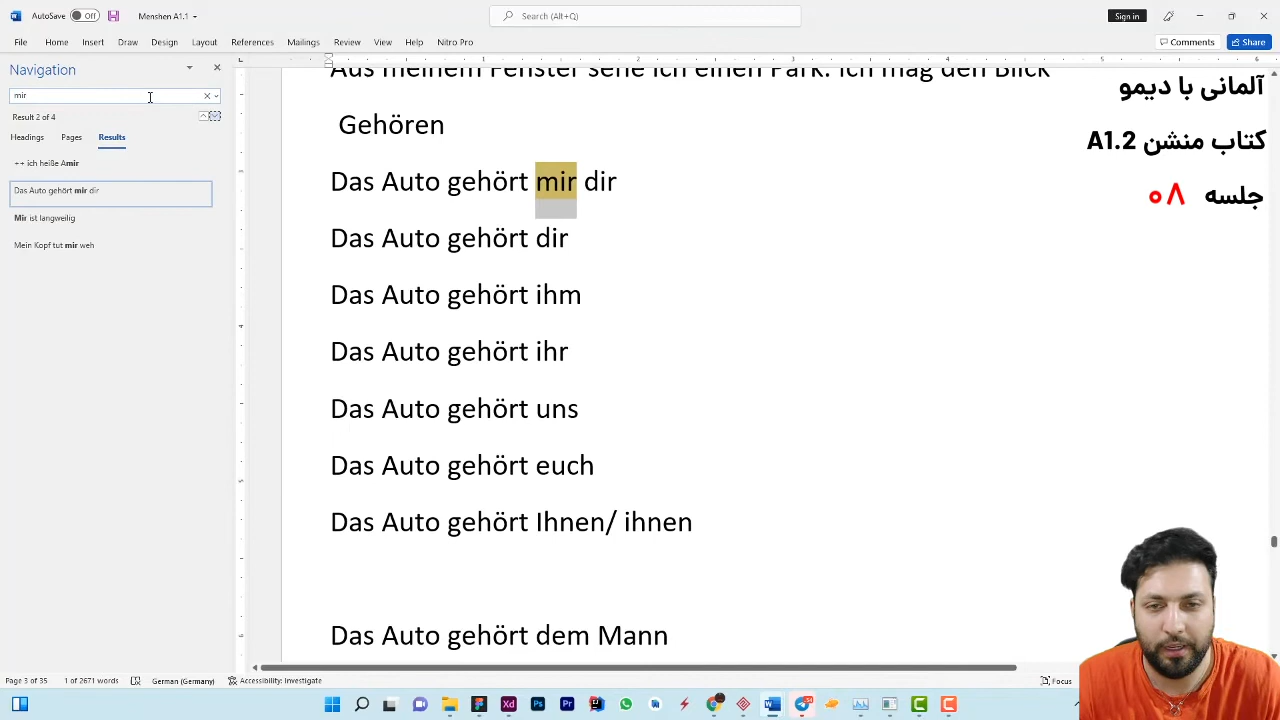 AutoSave
Off
Menshen A1.1
Search (Alt+Q)
Sign in
File
Home
Insert
Draw
Design
Layout
References
Mailings
Review
View
Help
Nitro Pro
Comments
Share
Navigation
mir
Result 2 of 4
Headings
Pages
Results
++ ich heiße Amir
Das Auto gehört mir dir
Mir ist langweilig
Mein Kopf tut mir weh
Aus meinem Fenster sehe ich einen Park. Ich mag den Blick
Gehören
Das Auto gehört mir dir
Das Auto gehört dir
Das Auto gehört ihm
Das Auto gehört ihr
Das Auto gehört uns
Das Auto gehört euch
Das Auto gehört Ihnen/ ihnen
Das Auto gehört dem Mann
آلمانی با دیمو
کتاب منشن A1.2
جلسه ۰۸
Page 3 of 35
1 of 2671 words
German (Germany)
Accessibility: Investigate
Focus